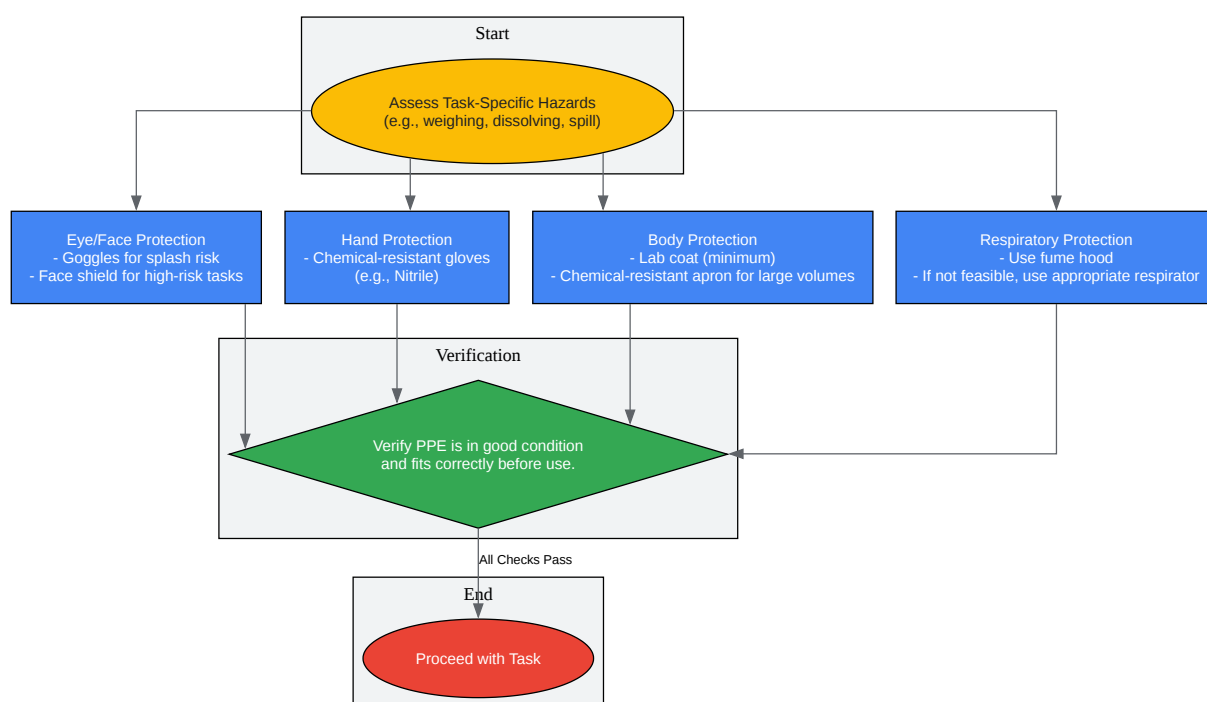 Start
Assess Task-Specific Hazards
(e.g., weighing, dissolving, spill)
Eye/Face Protection
- Goggles for splash risk
- Face shield for high-risk tasks
Hand Protection
- Chemical-resistant gloves
(e.g., Nitrile)
Body Protection
- Lab coat (minimum)
- Chemical-resistant apron for large volumes
Respiratory Protection
- Use fume hood
- If not feasible, use appropriate respirator
Verification
Verify PPE is in good condition
and fits correctly before use.
All Checks Pass
End
Proceed with Task